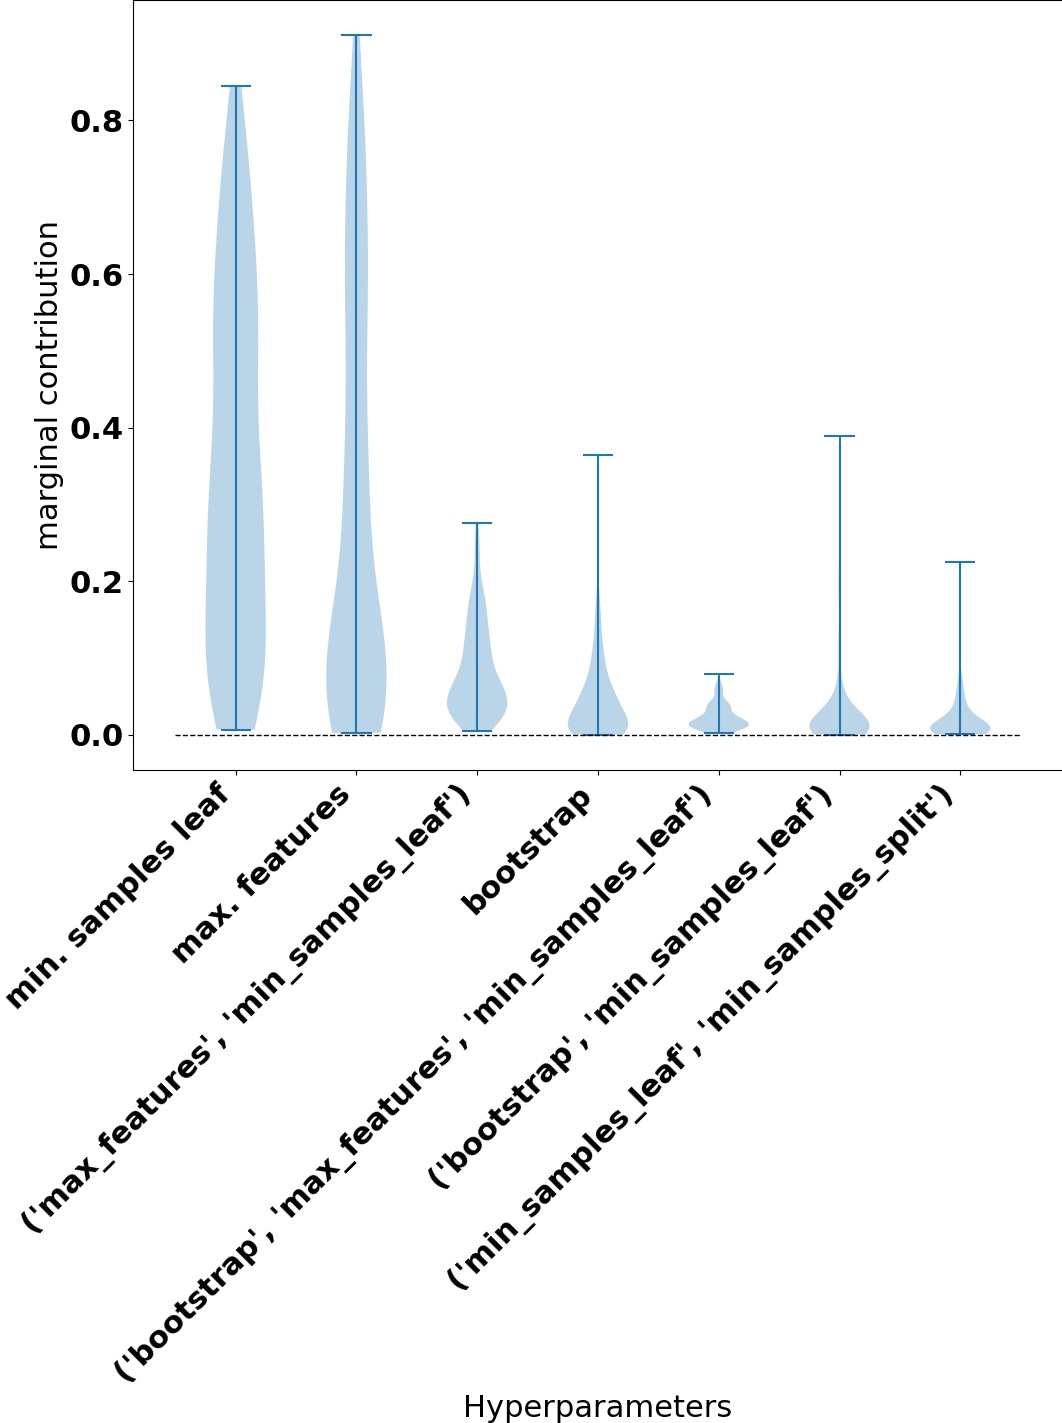 0.8
0.6
0.4
0.2
0.0
marginal contribution
min. samples leaf
max. features
('max_features', 'min_samples_leaf')
bootstrap
('bootstrap', 'max_features', 'min_samples_leaf')
('bootstrap', 'min_samples_leaf')
('min_samples_leaf', 'min_samples_split')
Hyperparameters